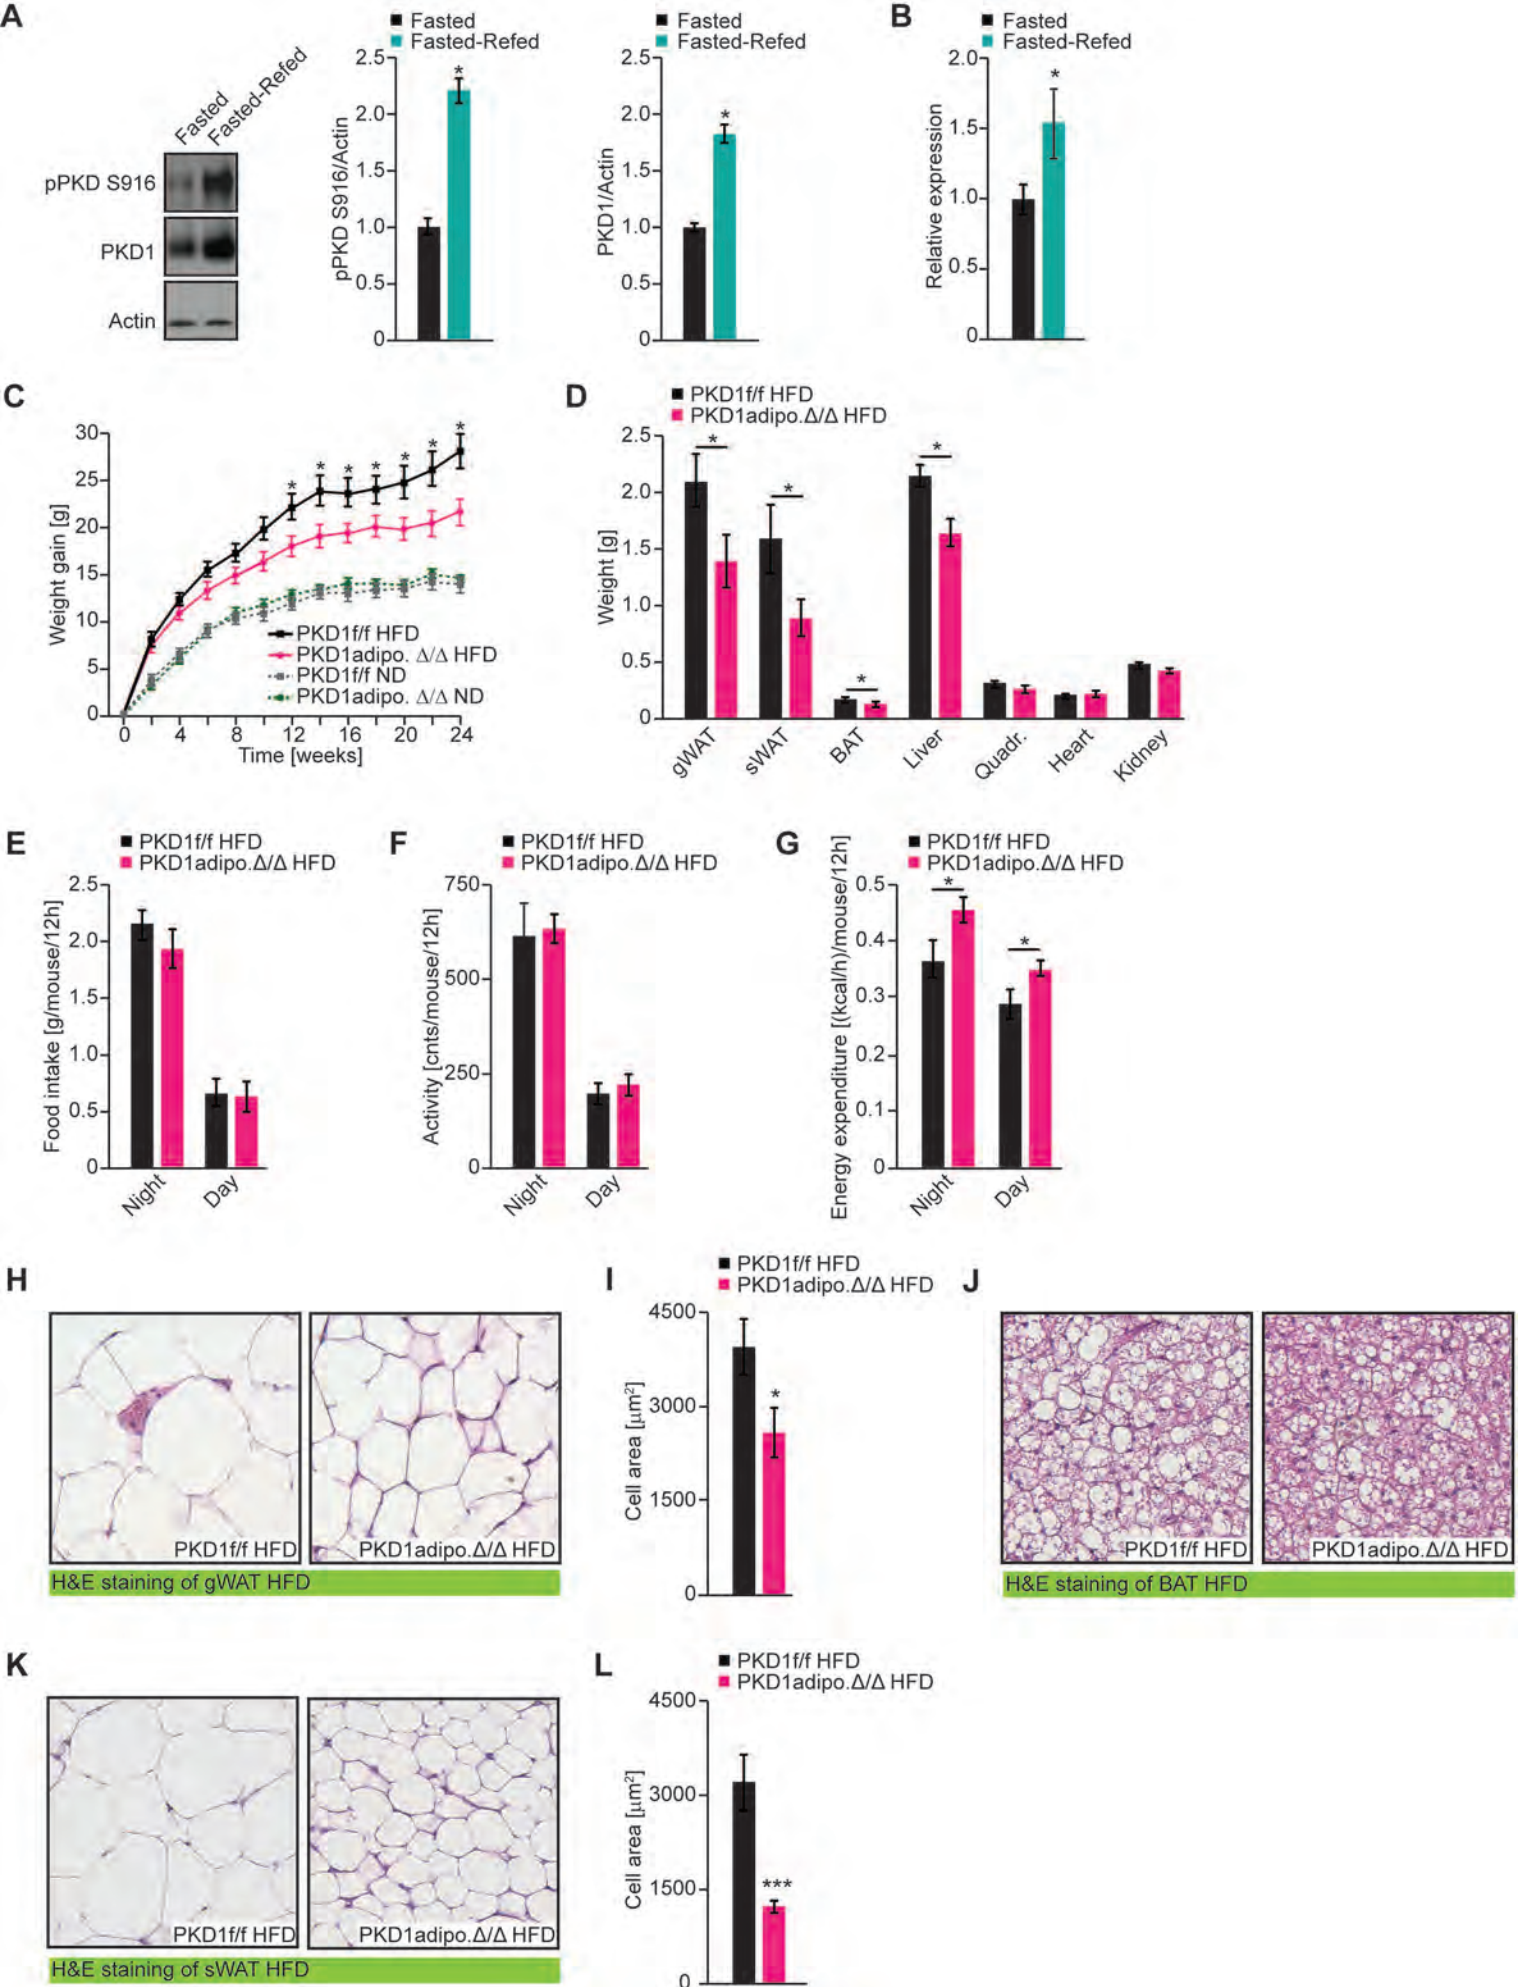 A
Fasted
Fasted-Refed
pPKD S916
PKD1
Actin
Fasted
Fasted-Refed
pPKD S916/Actin
2.5
2.0
1.5
1.0
0.5
0
*
Fasted
Fasted-Refed
PKD1/Actin
2.5
2.0
1.5
1.0
0.5
0
*
B
Fasted
Fasted-Refed
Relative expression
2.0
1.5
1.0
0.5
0
*
C
Weight gain [g]
30
25
20
15
10
5
0
* * * * * * *
PKD1f/f HFD
PKD1adipo. Δ/Δ HFD
PKD1f/f ND
PKD1adipo. Δ/Δ ND
0 4 8 12 16 20 24
Time [weeks]
D
PKD1f/f HFD
PKD1adipo.Δ/Δ HFD
Weight [g]
2.5
2.0
1.5
1.0
0.5
0
* * * *
gWAT
sWAT
BAT
Liver
Quadr.
Heart
Kidney
E
PKD1f/f HFD
PKD1adipo.Δ/Δ HFD
Food intake [g/mouse/12h]
2.5
2.0
1.5
1.0
0.5
0
Night
Day
F
PKD1f/f HFD
PKD1adipo.Δ/Δ HFD
Activity [cnts/mouse/12h]
750
500
250
0
Night
Day
G
PKD1f/f HFD
PKD1adipo.Δ/Δ HFD
Energy expenditure [(kcal/h)/mouse/12h]
0.5
0.4
0.3
0.2
0.1
0
* *
Night
Day
H
PKD1f/f HFD
PKD1adipo.Δ/Δ HFD
H&E staining of gWAT HFD
I
PKD1f/f HFD
PKD1adipo.Δ/Δ HFD
Cell area [μm²]
4500
3000
1500
0
*
J
PKD1f/f HFD
PKD1adipo.Δ/Δ HFD
H&E staining of BAT HFD
K
PKD1f/f HFD
PKD1adipo.Δ/Δ HFD
H&E staining of sWAT HFD
L
PKD1f/f HFD
PKD1adipo.Δ/Δ HFD
Cell area [μm²]
4500
3000
1500
0
***